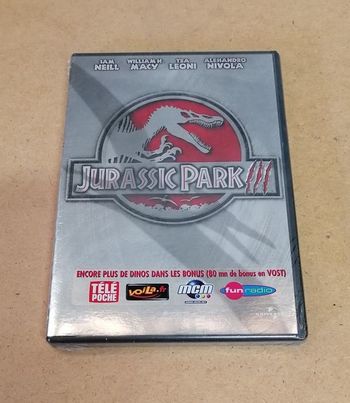 SAM NEILL WILLIAM H MACY TEA LEONI ALESSANDRO NIVOLA
JURASSIC PARK III
ENCORE PLUS DE DINOS DANS LES BONUS (80 mn de bonus en VOST)
TÉLÉ POCHE VOILA.fr mcm fun radio